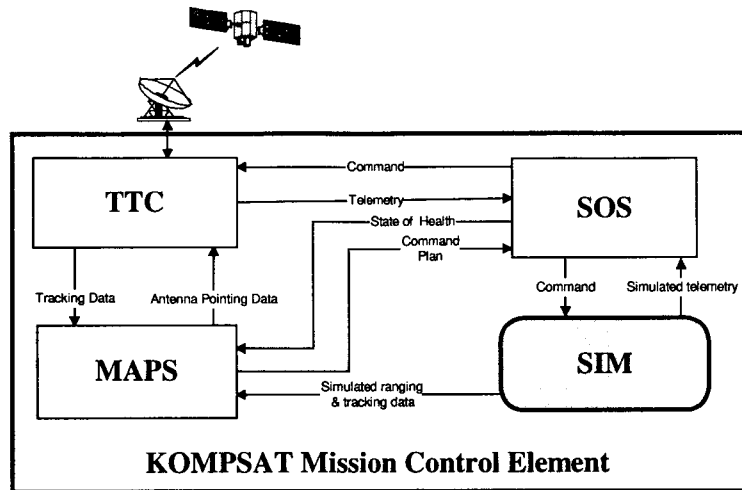 Command
TTC
SOS
Telemetry
State of Health
Command
Plan
Tracking Data
Antenna Pointing Data
Command
Simulated telemetry
MAPS
SIM
Simulated ranging
& tracking data
KOMPSAT Mission Control Element